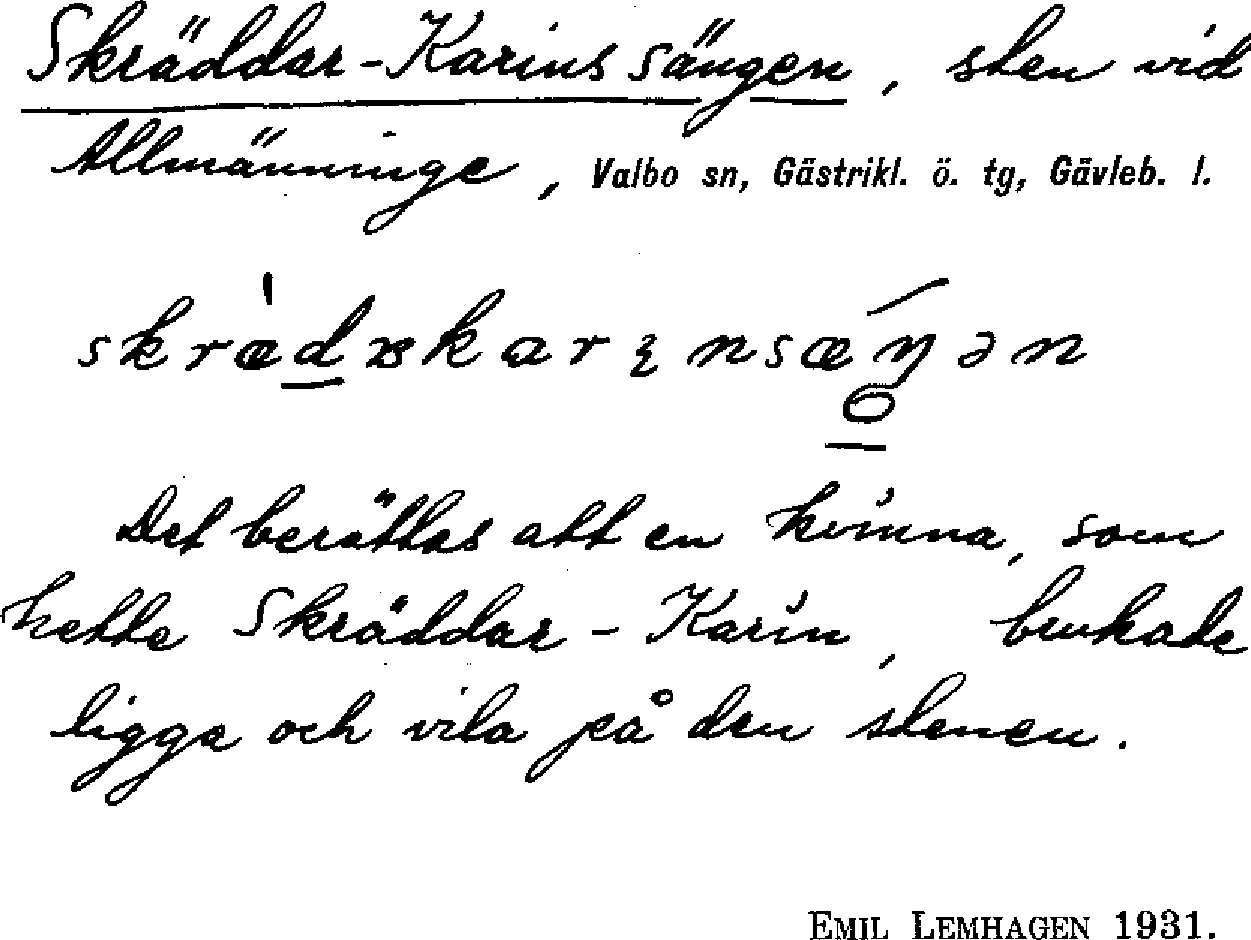 Skräddar-Karins sängen, sten vid
Allmänninge, Valbo sn, Gästrikl. ö. tg, Gävleb. l.
Det berättas att en kvinna, som
hette Skräddar-Karin, brukade
ligga och vila på den stenen.
EMIL LEMHAGEN 1931.